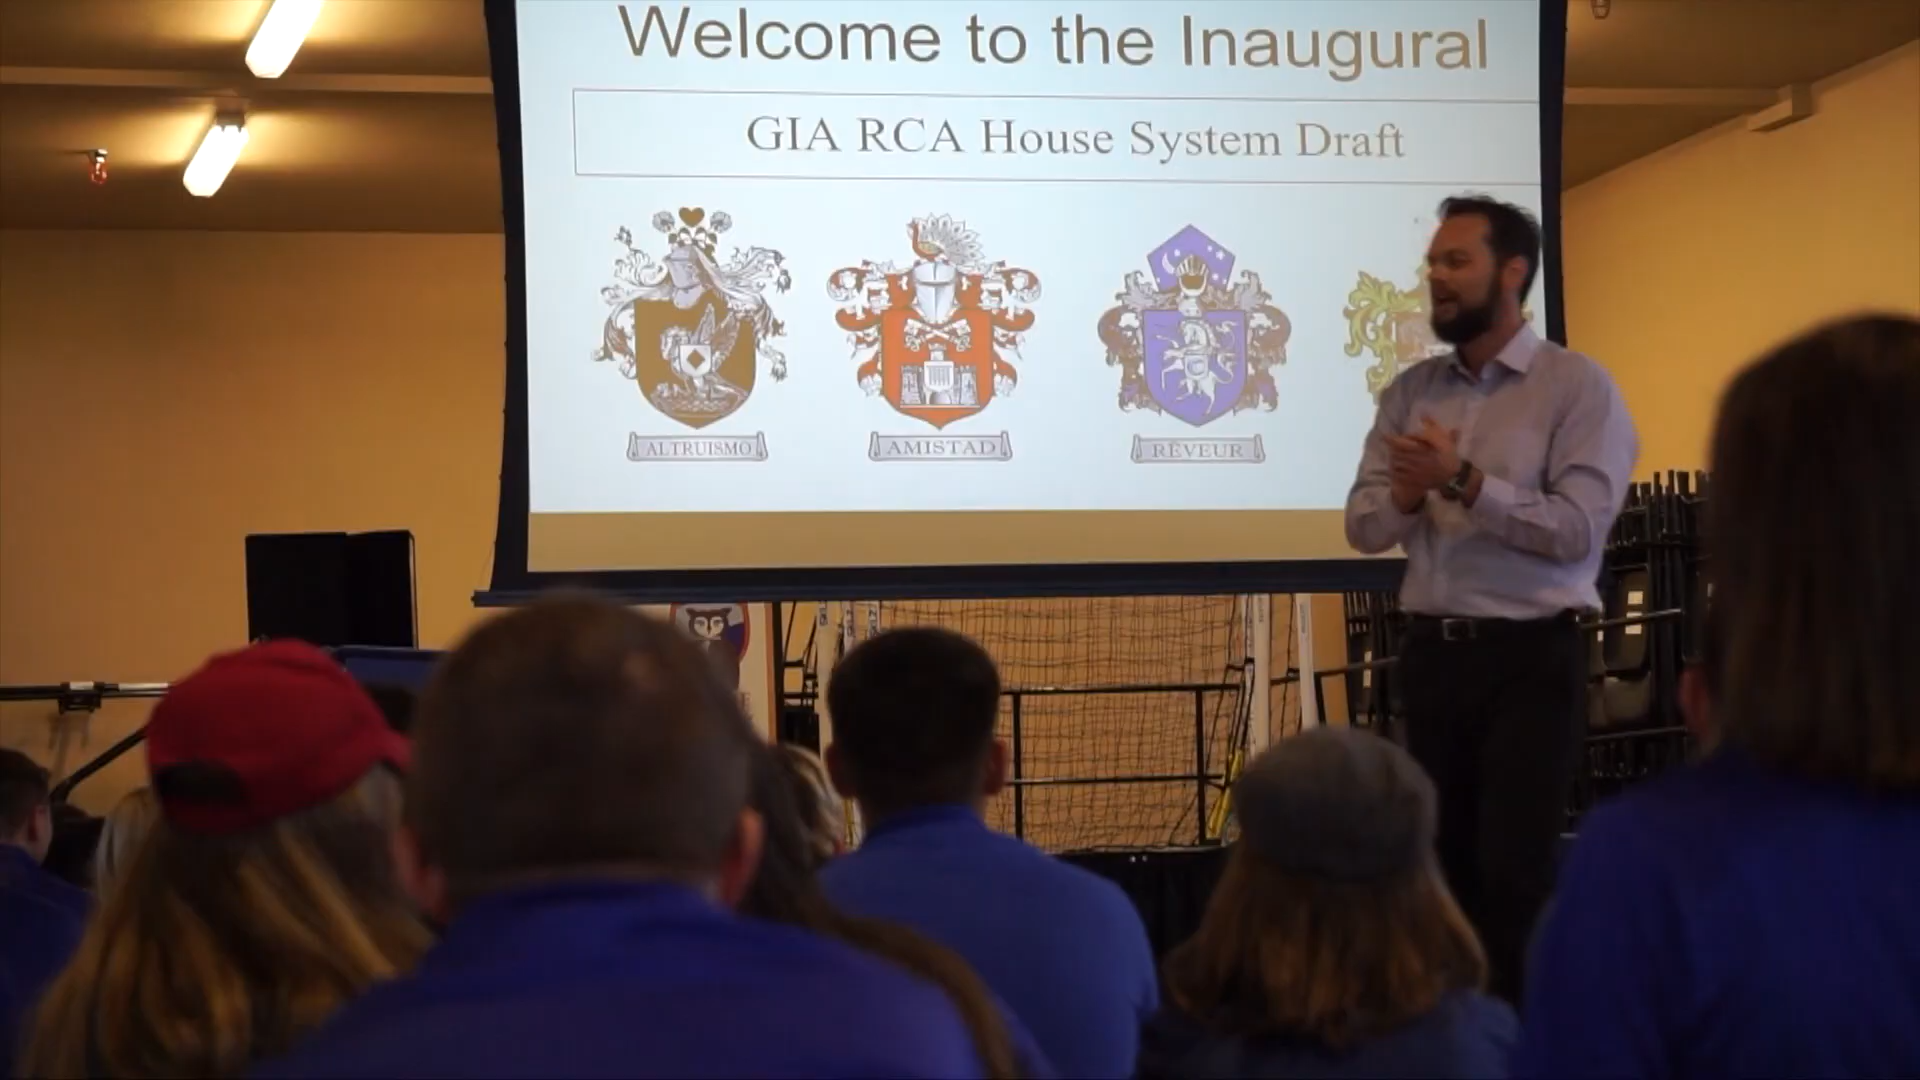 Welcome to the Inaugural
GIA RCA House System Draft
ALTRUISMO
AMISTAD
RÊVEUR